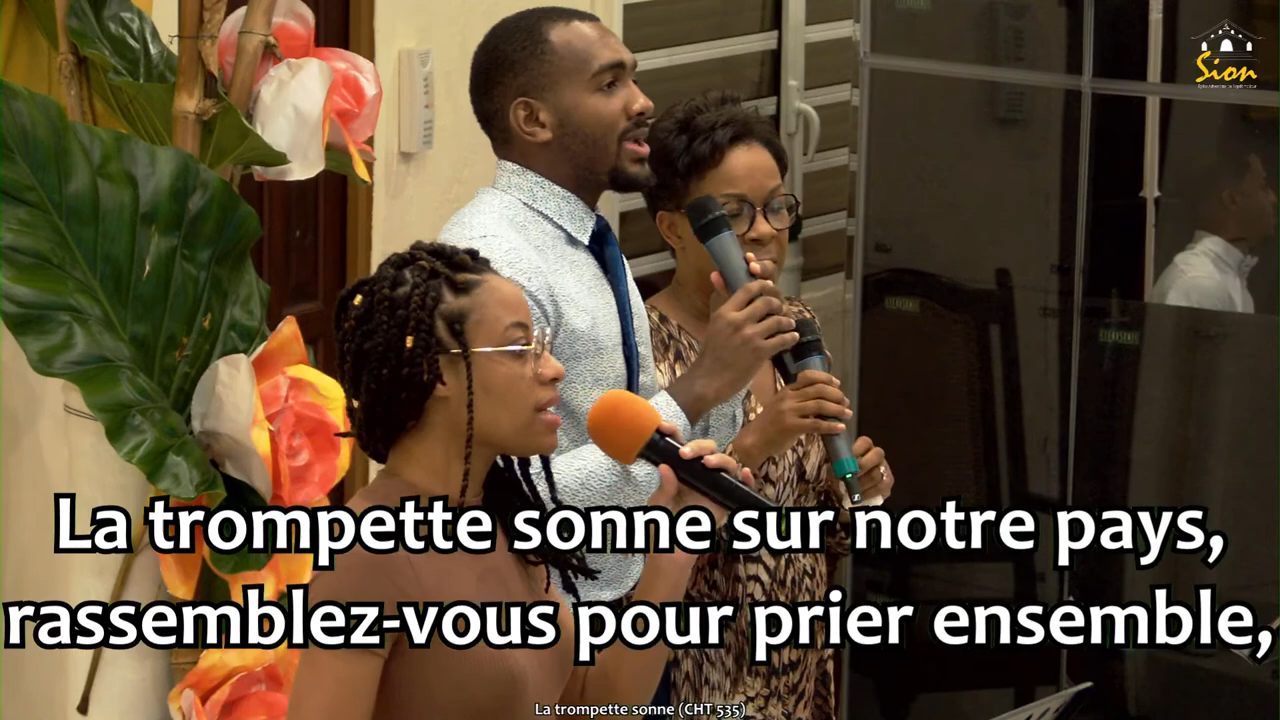 Sion
La trompette sonne sur notre pays,
rassemblez-vous pour prier ensemble,
La trompette sonne (CHT 535)